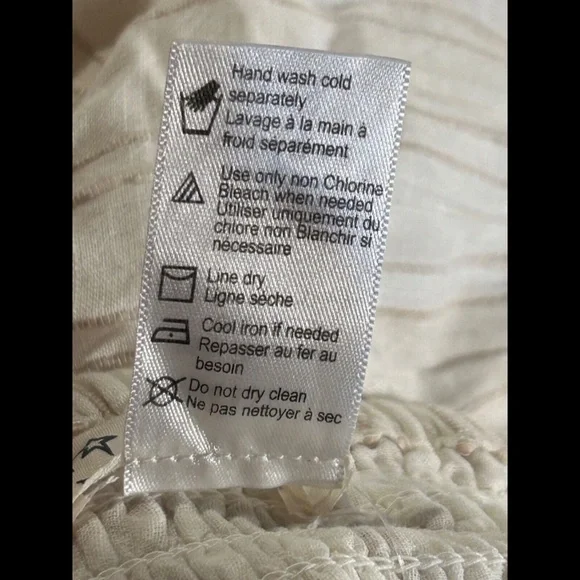 Hand wash cold
separately
Lavage à la main à
froid separément
Use only non Chlorine
Bleach when needed
Utiliser uniquement du
chlore non Blanchir si
nécessaire
Line dry
Ligne sèche
Cool iron if needed
Repasser au fer au
besoin
Do not dry clean
Ne pas nettoyer à sec